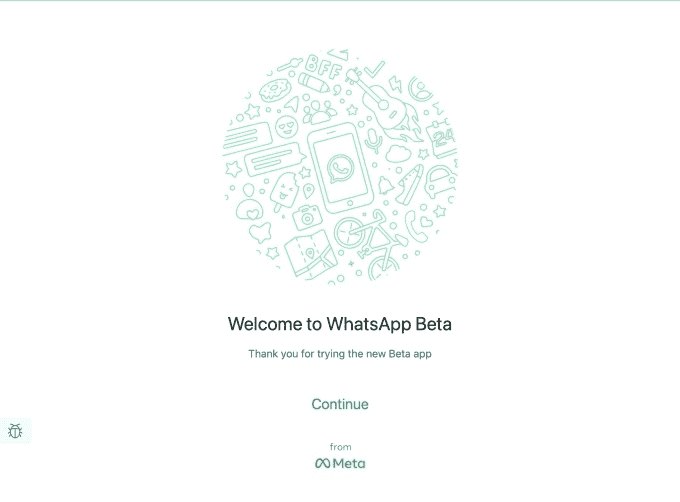 BFF
24
Welcome to WhatsApp Beta
Thank you for trying the new Beta app
Continue
from
Meta